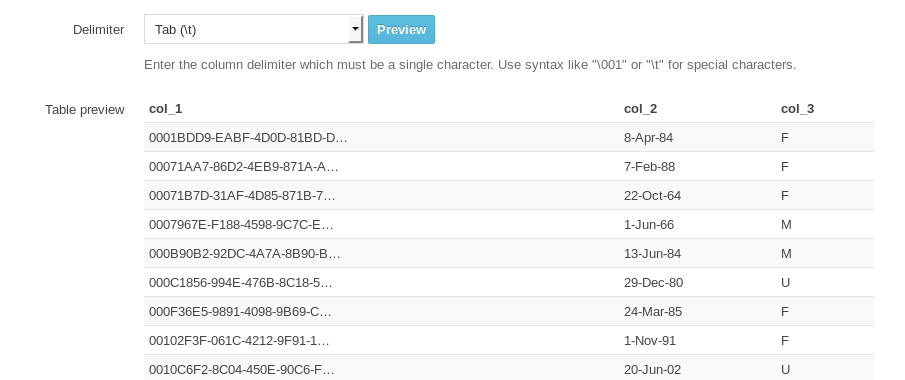 Delimiter Tab (\t) Preview
Enter the column delimiter which must be a single character. Use syntax like "\001" or "\t" for special characters.
Table preview col_1 col_2 col_3
0001BDD9-EABF-4D0D-81BD-D… 8-Apr-84 F
00071AA7-86D2-4EB9-871A-A… 7-Feb-88 F
00071B7D-31AF-4D85-871B-7… 22-Oct-64 F
0007967E-F188-4598-9C7C-E… 1-Jun-66 M
000B90B2-92DC-4A7A-8B90-B… 13-Jun-84 M
000C1856-994E-476B-8C18-5… 29-Dec-80 U
000F36E5-9891-4098-9B69-C… 24-Mar-85 F
00102F3F-061C-4212-9F91-1… 1-Nov-91 F
0010C6F2-8C04-450E-90C6-F… 20-Jun-02 U